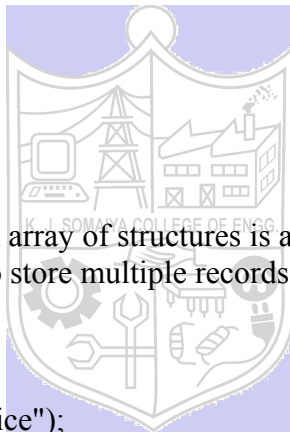 K. J. SOMAIYA COLLEGE OF ENGG.
array of structures is a
store multiple records
ice");